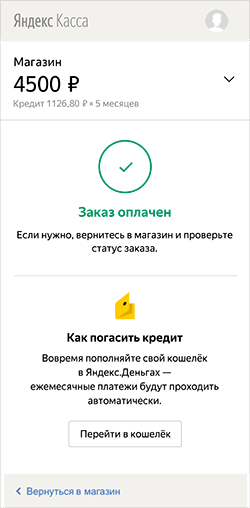 Яндекс Касса
Магазин
4500 ₽
Кредит 1126,80 ₽ × 5 месяцев
Заказ оплачен
Если нужно, вернитесь в магазин и проверьте
статус заказа.
Как погасить кредит
Вовремя пополняйте свой кошелёк
в Яндекс.Деньгах —
ежемесячные платежи будут проходить
автоматически.
Перейти в кошелёк
Вернуться в магазин